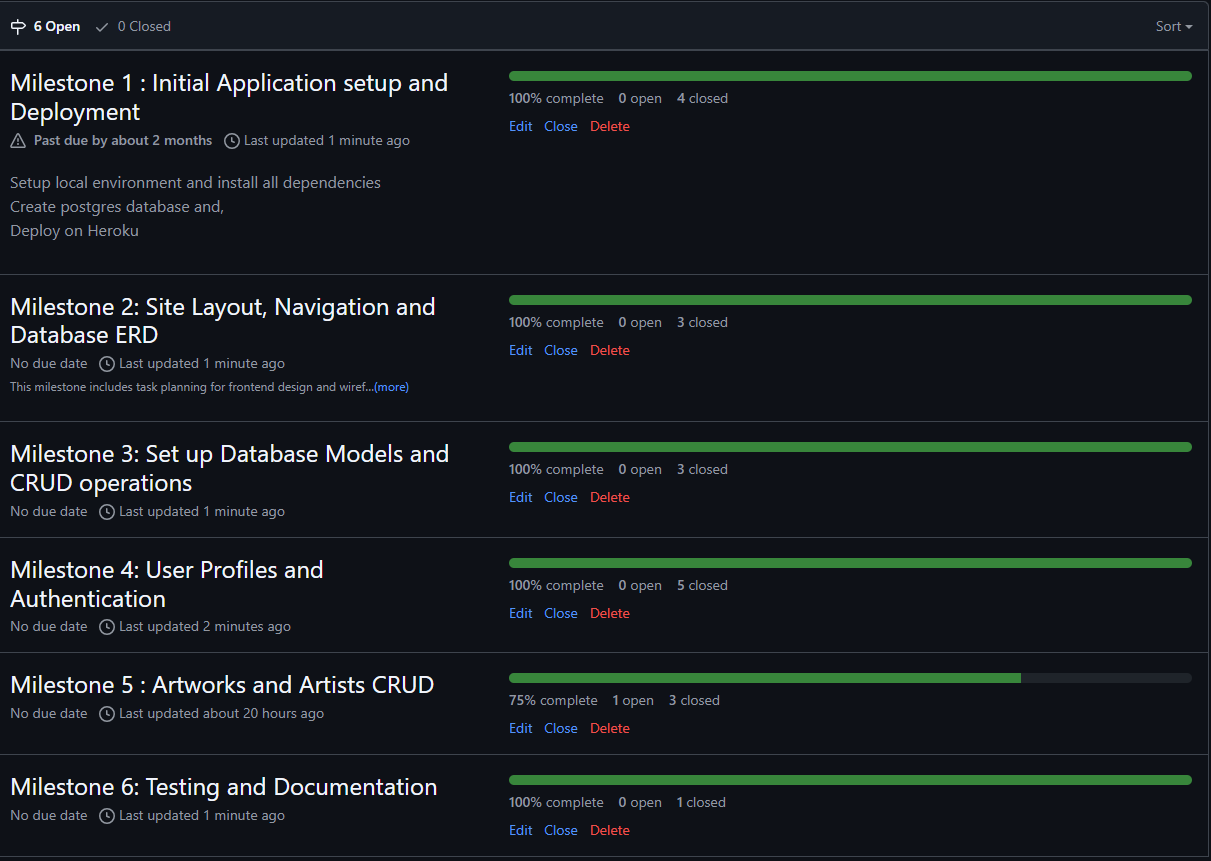 6 Open 0 Closed Sort
Milestone 1 : Initial Application setup and
Deployment
Past due by about 2 months Last updated 1 minute ago
Setup local environment and install all dependencies
Create postgres database and,
Deploy on Heroku
100% complete 0 open 4 closed
Edit Close Delete
Milestone 2: Site Layout, Navigation and
Database ERD
No due date Last updated 1 minute ago
This milestone includes task planning for frontend design and wiref...(more)
100% complete 0 open 3 closed
Edit Close Delete
Milestone 3: Set up Database Models and
CRUD operations
No due date Last updated 1 minute ago
100% complete 0 open 3 closed
Edit Close Delete
Milestone 4: User Profiles and
Authentication
No due date Last updated 2 minutes ago
100% complete 0 open 5 closed
Edit Close Delete
Milestone 5 : Artworks and Artists CRUD
No due date Last updated about 20 hours ago
75% complete 1 open 3 closed
Edit Close Delete
Milestone 6: Testing and Documentation
No due date Last updated 1 minute ago
100% complete 0 open 1 closed
Edit Close Delete